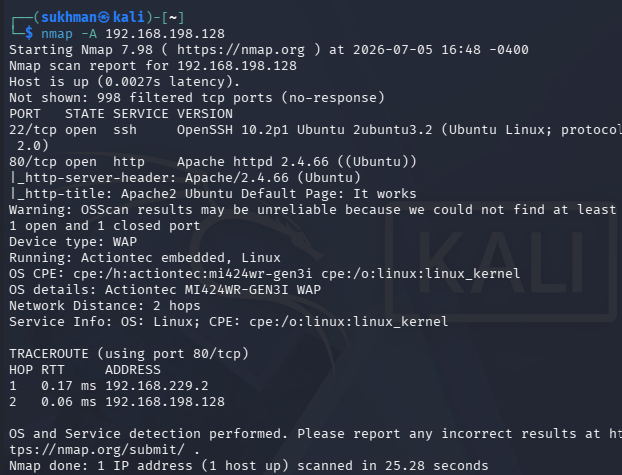 ┌──(sukhman㉿kali)-[~]
└─$ nmap -A 192.168.198.128
Starting Nmap 7.98 ( https://nmap.org ) at 2026-07-05 16:48 -0400
Nmap scan report for 192.168.198.128
Host is up (0.0027s latency).
Not shown: 998 filtered tcp ports (no-response)
PORT   STATE SERVICE VERSION
22/tcp open  ssh     OpenSSH 10.2p1 Ubuntu 2ubuntu3.2 (Ubuntu Linux; protocol
 2.0)
80/tcp open  http    Apache httpd 2.4.66 ((Ubuntu))
|_http-server-header: Apache/2.4.66 (Ubuntu)
|_http-title: Apache2 Ubuntu Default Page: It works
Warning: OSScan results may be unreliable because we could not find at least
1 open and 1 closed port
Device type: WAP
Running: Actiontec embedded, Linux
OS CPE: cpe:/h:actiontec:mi424wr-gen3i cpe:/o:linux:linux_kernel
OS details: Actiontec MI424WR-GEN3I WAP
Network Distance: 2 hops
Service Info: OS: Linux; CPE: cpe:/o:linux:linux_kernel
KALI
TRACEROUTE (using port 80/tcp)
HOP RTT     ADDRESS
1   0.17 ms 192.168.229.2
2   0.06 ms 192.168.198.128
OS and Service detection performed. Please report any incorrect results at ht
tps://nmap.org/submit/ .
Nmap done: 1 IP address (1 host up) scanned in 25.28 seconds